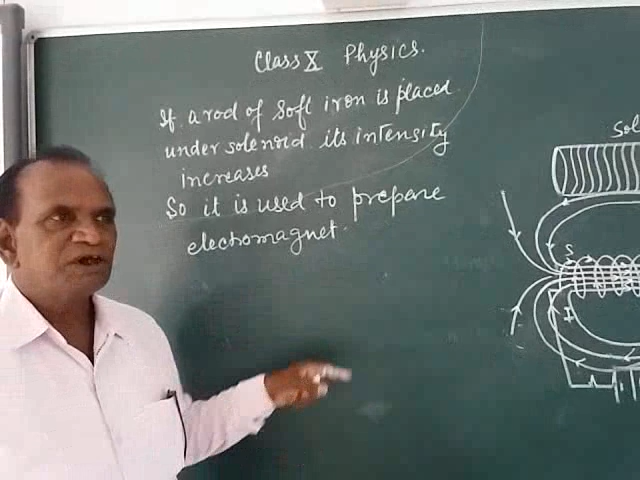 Class X Physics.
If a rod of soft iron is placed
under solenoid its intensity
increases
So it is used to prepare
electromagnet.
Sol
S
I